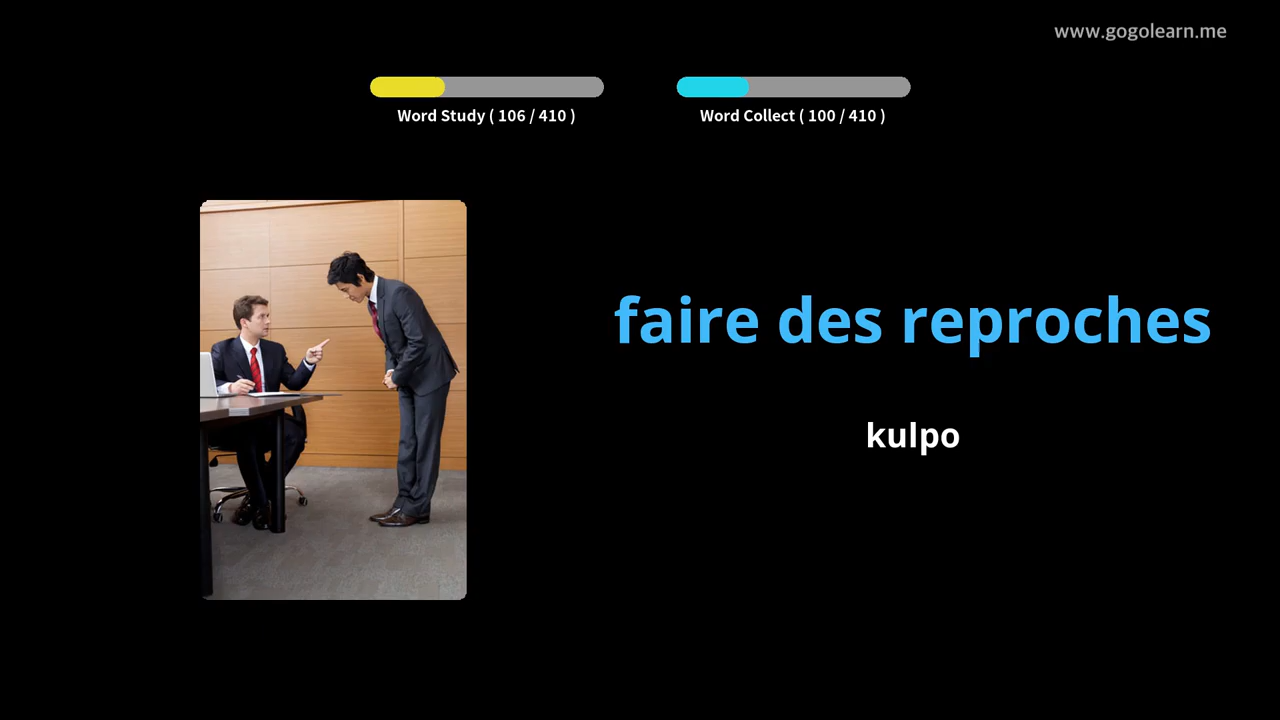 www.gogolearn.me
Word Study ( 106 / 410 )
Word Collect ( 100 / 410 )
faire des reproches
kulpo